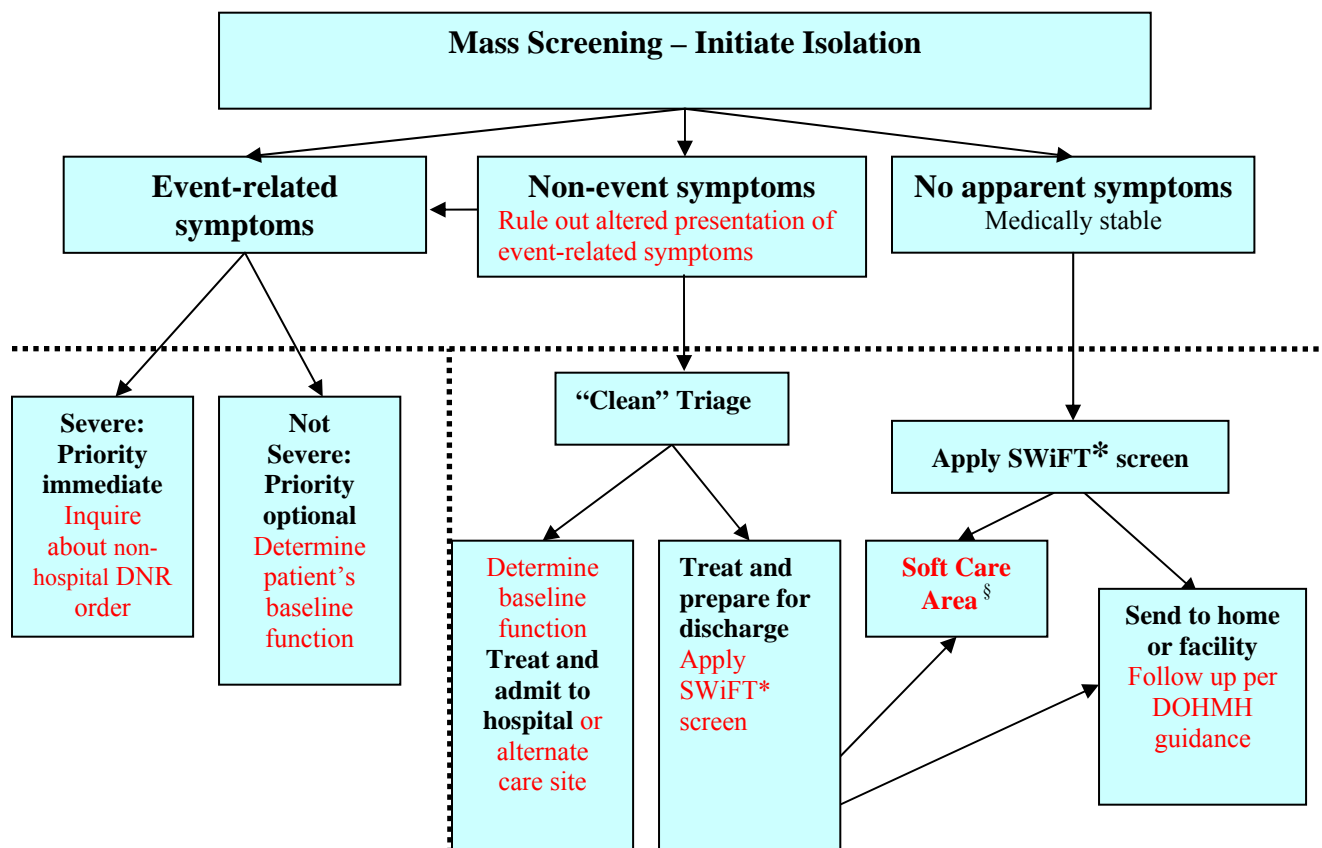 Mass Screening – Initiate Isolation
Event-related
symptoms
Non-event symptoms
Rule out altered presentation of
event-related symptoms
No apparent symptoms
Medically stable
Severe:
Priority
immediate
Inquire
about non-
hospital DNR
order
Not
Severe:
Priority
optional
Determine
patient’s
baseline
function
“Clean” Triage
Apply SWiFT* screen
Determine
baseline
function
Treat and
admit to
hospital or
alternate
care site
Treat and
prepare for
discharge
Apply
SWiFT*
screen
Soft Care
Area §
Send to home
or facility
Follow up per
DOHMH
guidance